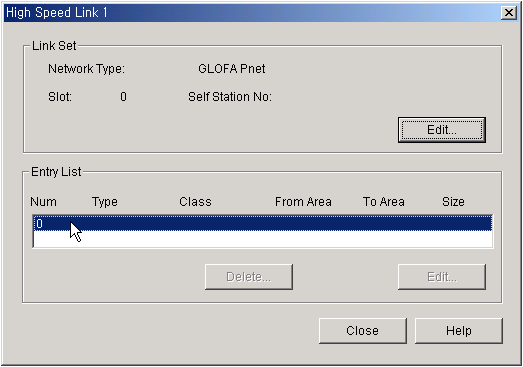 High Speed Link 1
Link Set
Network Type: GLOFA Pnet
Slot: 0 Self Station No:
Edit...
Entry List
Num Type Class From Area To Area Size
0
Delete... Edit...
Close Help